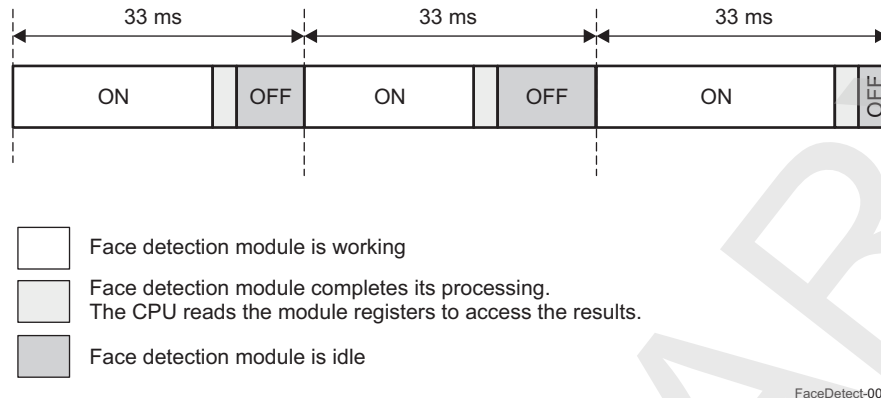 33 ms 33 ms 33 ms
ON OFF ON OFF ON OFF
Face detection module is working
Face detection module completes its processing.
The CPU reads the module registers to access the results.
Face detection module is idle
FaceDetect-00